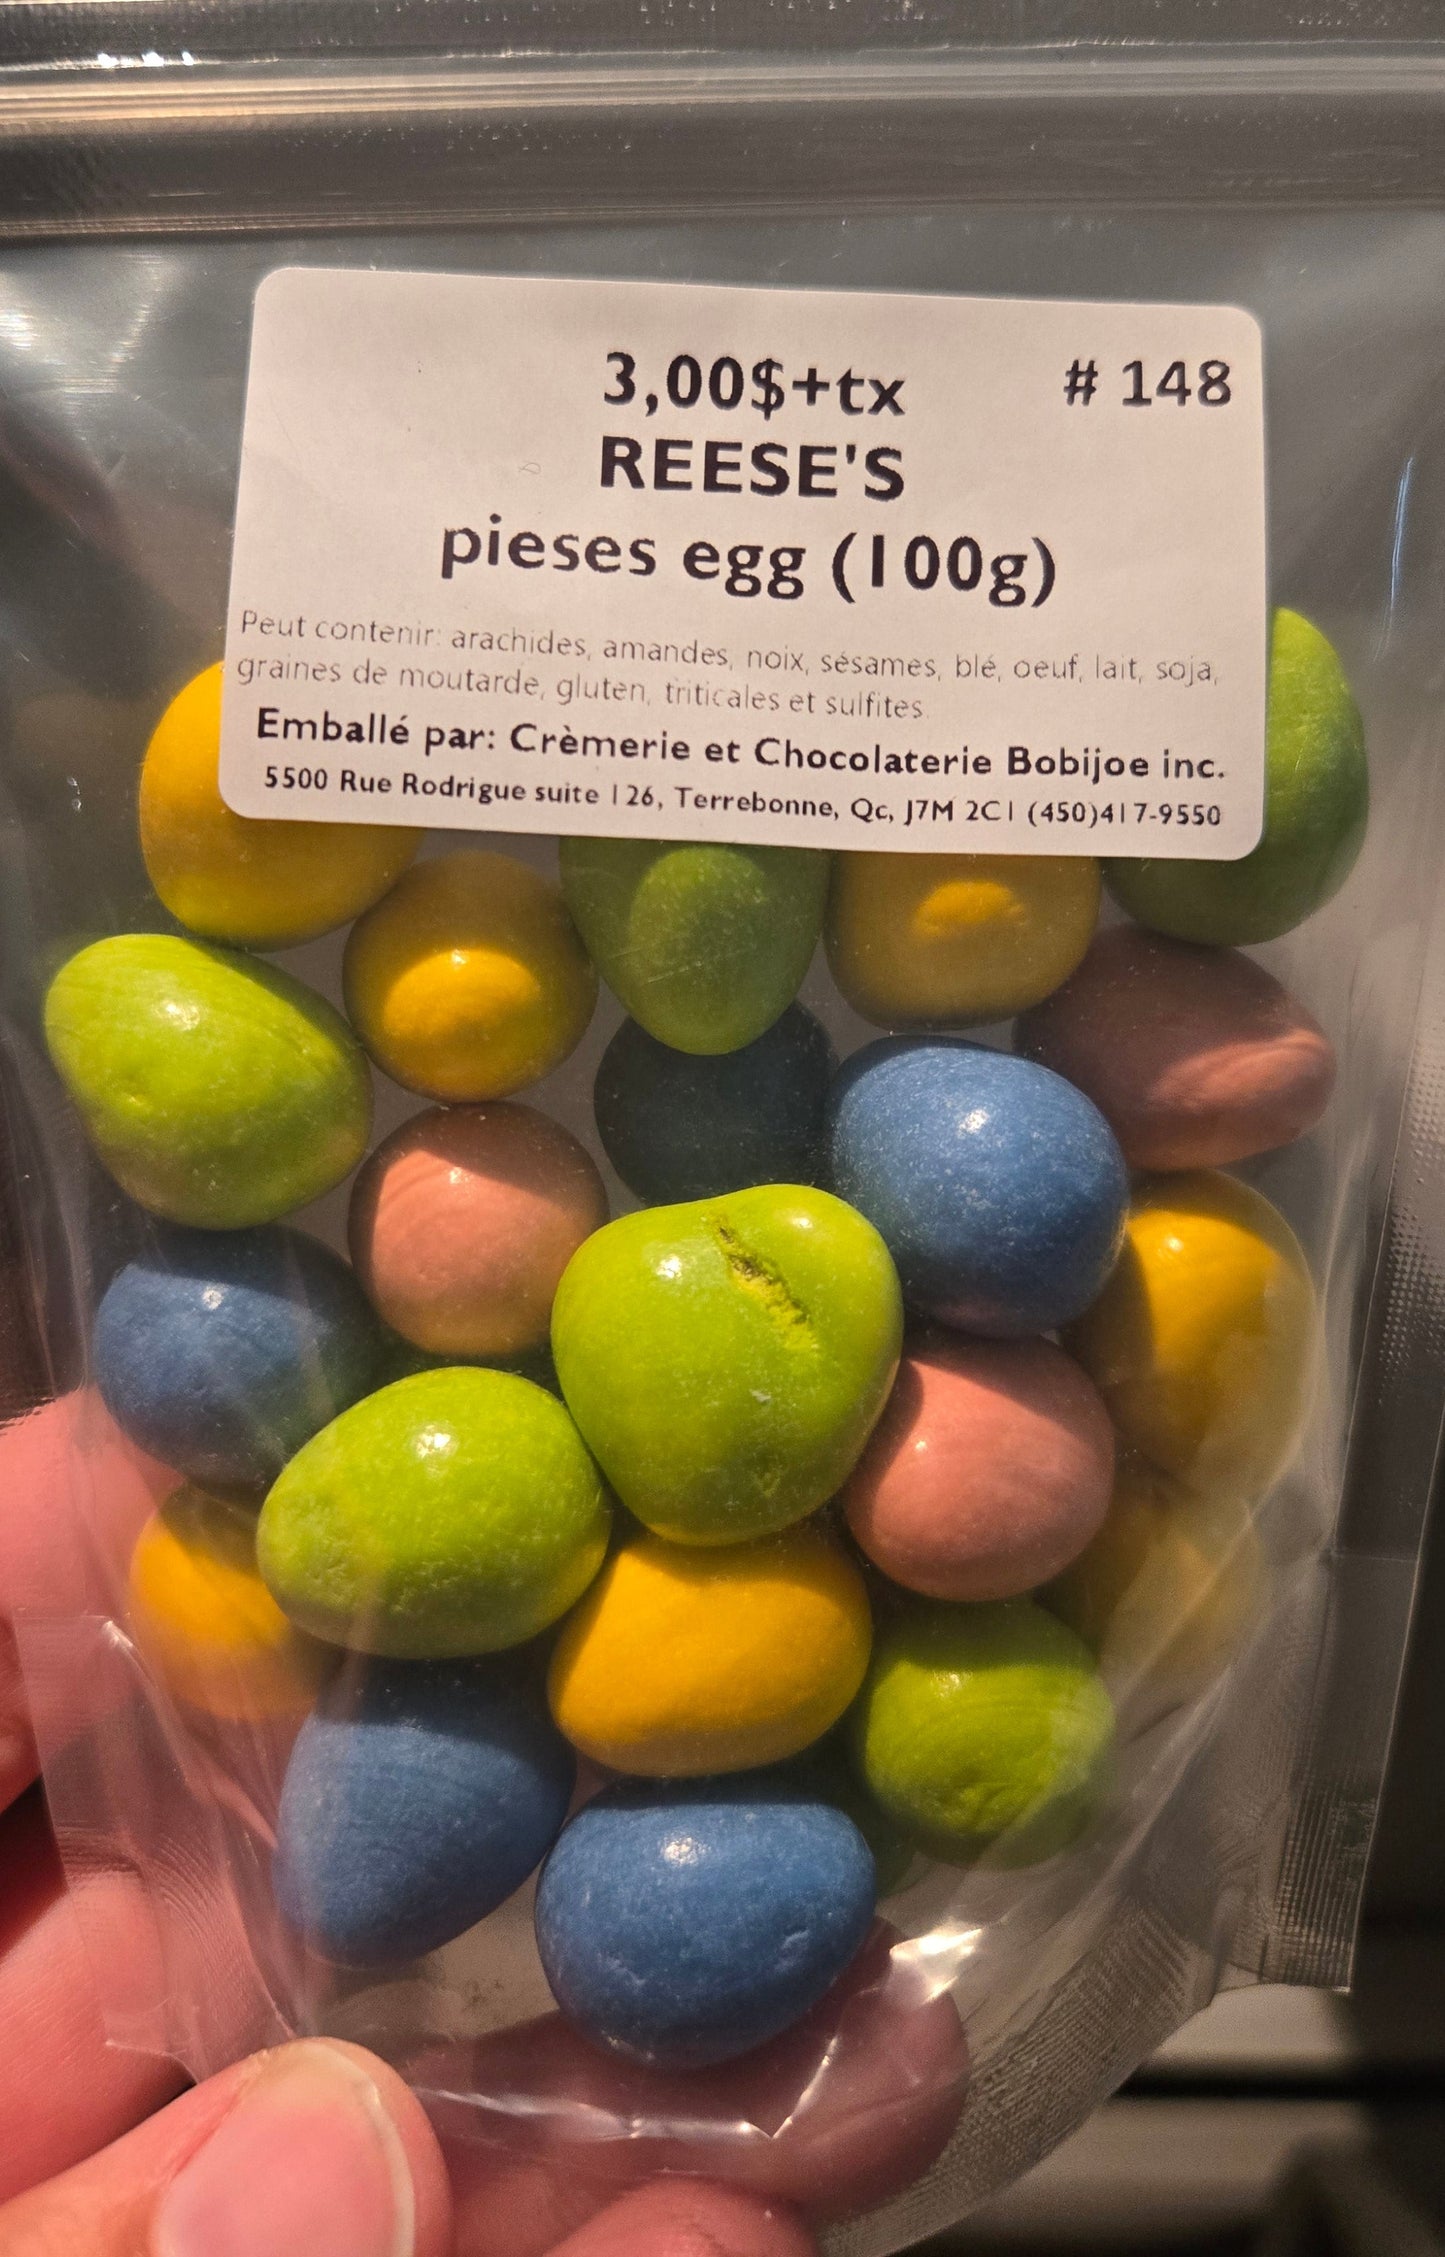 3,00$+tx # 148
REESE'S
pieses egg (100g)
Peut contenir: arachides, amandes, noix, sésames, blé, oeuf, lait, soja,
graines de moutarde, gluten, triticales et sulfites.
Emballé par: Crèmerie et Chocolaterie Bobijoe inc.
5500 Rue Rodrigue suite 126, Terrebonne, Qc, J7M 2C1 (450)417-9550